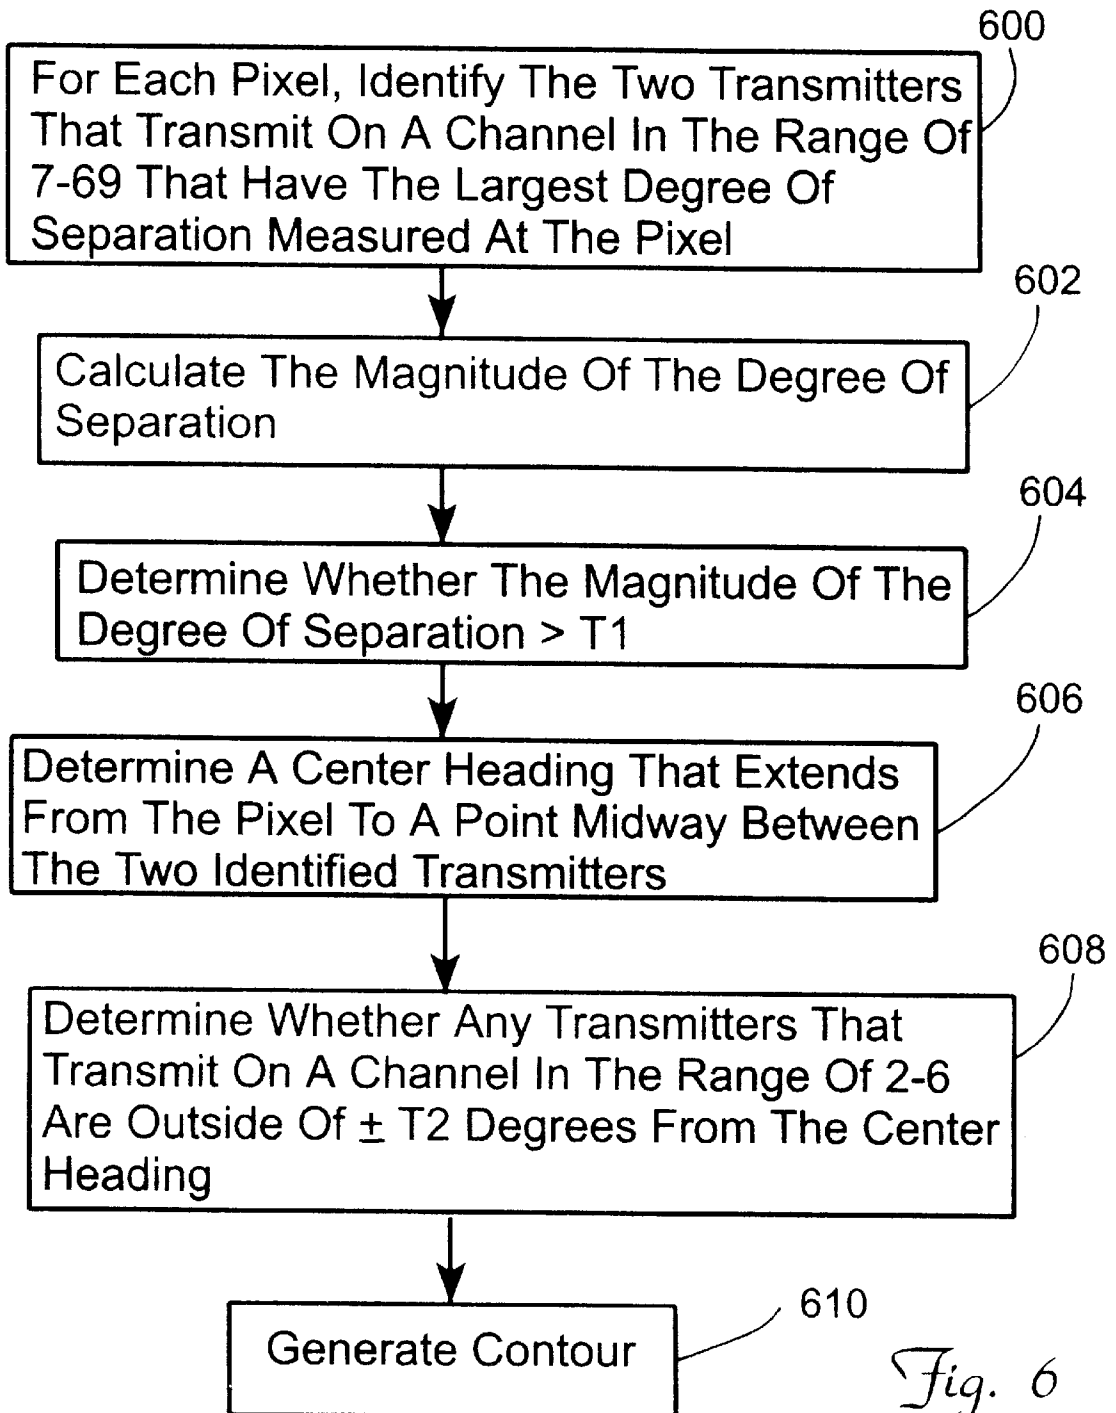 600
For Each Pixel, Identify The Two Transmitters
That Transmit On A Channel In The Range Of
7-69 That Have The Largest Degree Of
Separation Measured At The Pixel
602
Calculate The Magnitude Of The Degree Of
Separation
604
Determine Whether The Magnitude Of The
Degree Of Separation > T1
606
Determine A Center Heading That Extends
From The Pixel To A Point Midway Between
The Two Identified Transmitters
608
Determine Whether Any Transmitters That
Transmit On A Channel In The Range Of 2-6
Are Outside Of ± T2 Degrees From The Center
Heading
610
Generate Contour
Fig. 6